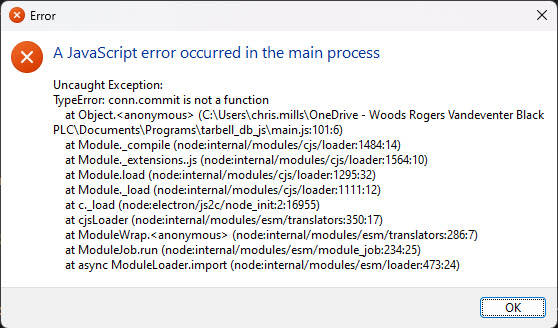 Error
A JavaScript error occurred in the main process
Uncaught Exception:
TypeError: conn.commit is not a function
at Object.<anonymous> (C:\Users\chris.mills\OneDrive - Woods Rogers Vandeventer Black
PLC\Documents\Programs\tarbell_db_js\main.js:101:6)
at Module._compile (node:internal/modules/cjs/loader:1484:14)
at Module._extensions..js (node:internal/modules/cjs/loader:1564:10)
at Module.load (node:internal/modules/cjs/loader:1295:32)
at Module._load (node:internal/modules/cjs/loader:1111:12)
at c._load (node:electron/js2c/node_init:2:16955)
at cjsLoader (node:internal/modules/esm/translators:350:17)
at ModuleWrap.<anonymous> (node:internal/modules/esm/translators:286:7)
at ModuleJob.run (node:internal/modules/esm/module_job:234:25)
at async ModuleLoader.import (node:internal/modules/esm/loader:473:24)
OK